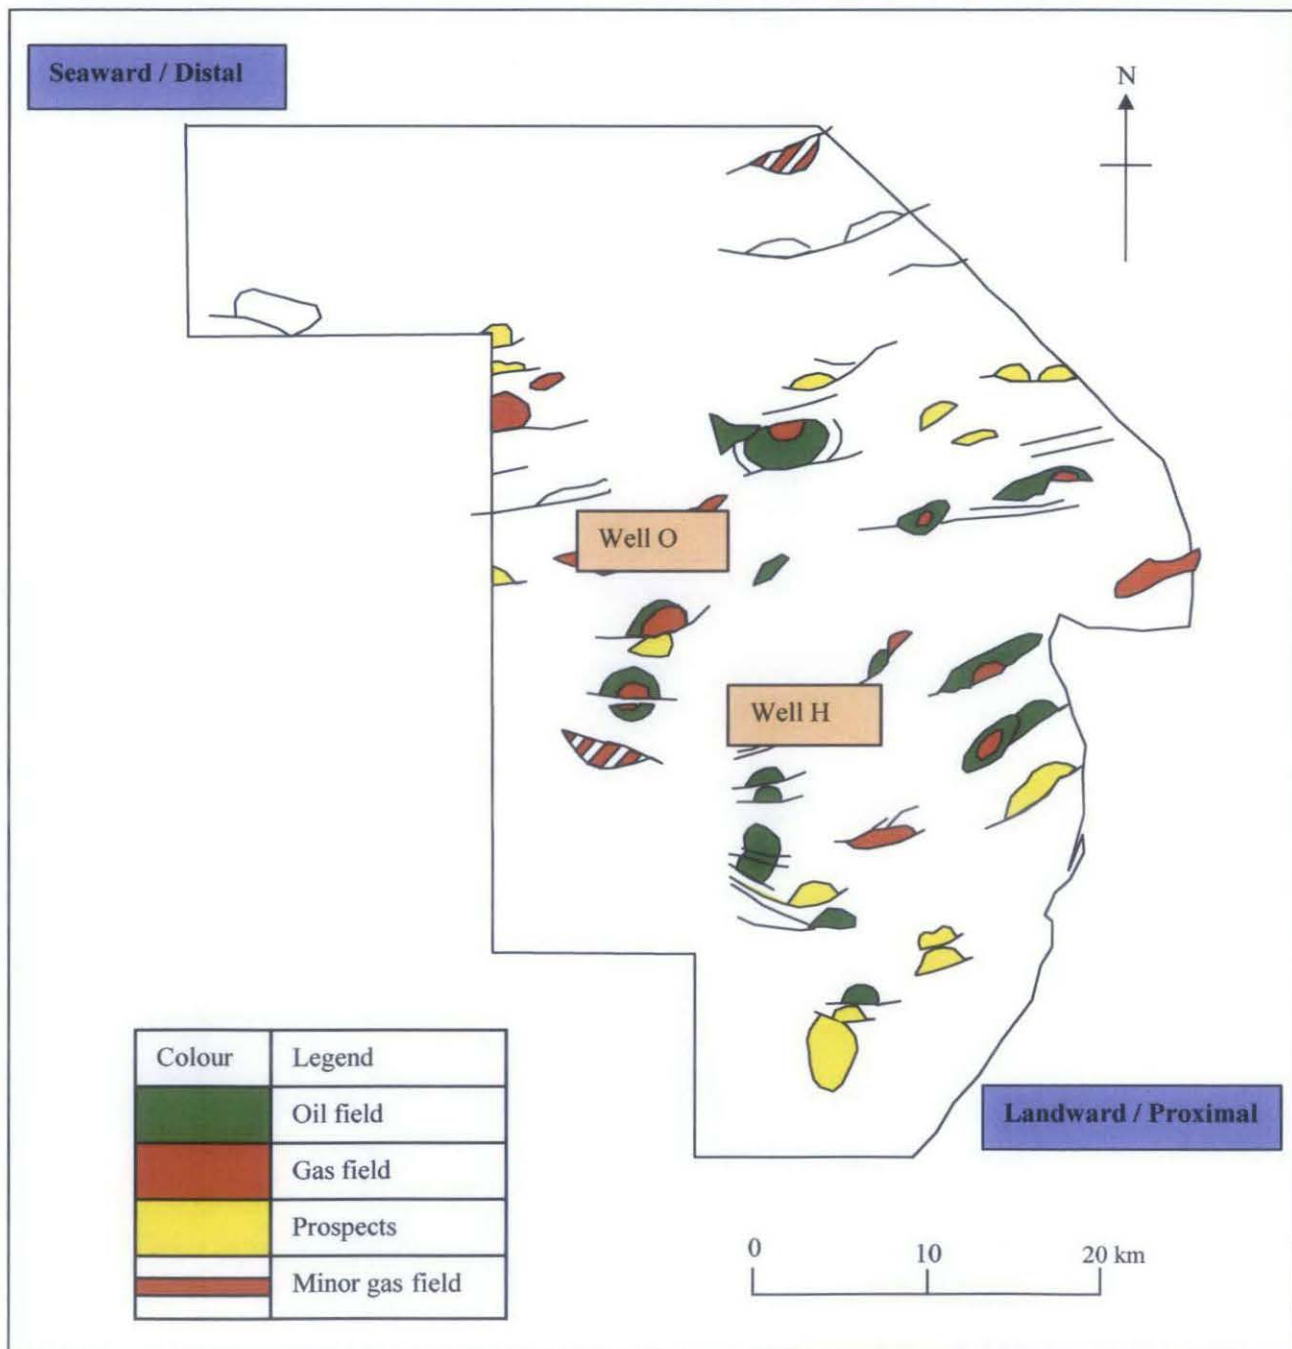 Seaward / Distal
N
Well O
Well H
Colour Legend
Oil field
Gas field
Prospects
Minor gas field
Landward / Proximal
0 10 20 km